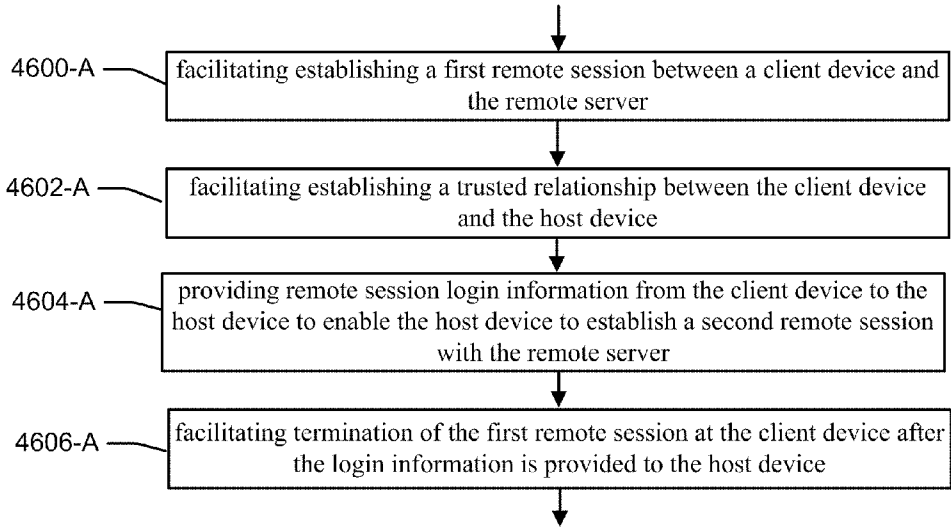 4600-A
facilitating establishing a first remote session between a client device and
the remote server
4602-A
facilitating establishing a trusted relationship between the client device
and the host device
4604-A
providing remote session login information from the client device to the
host device to enable the host device to establish a second remote session
with the remote server
4606-A
facilitating termination of the first remote session at the client device after
the login information is provided to the host device